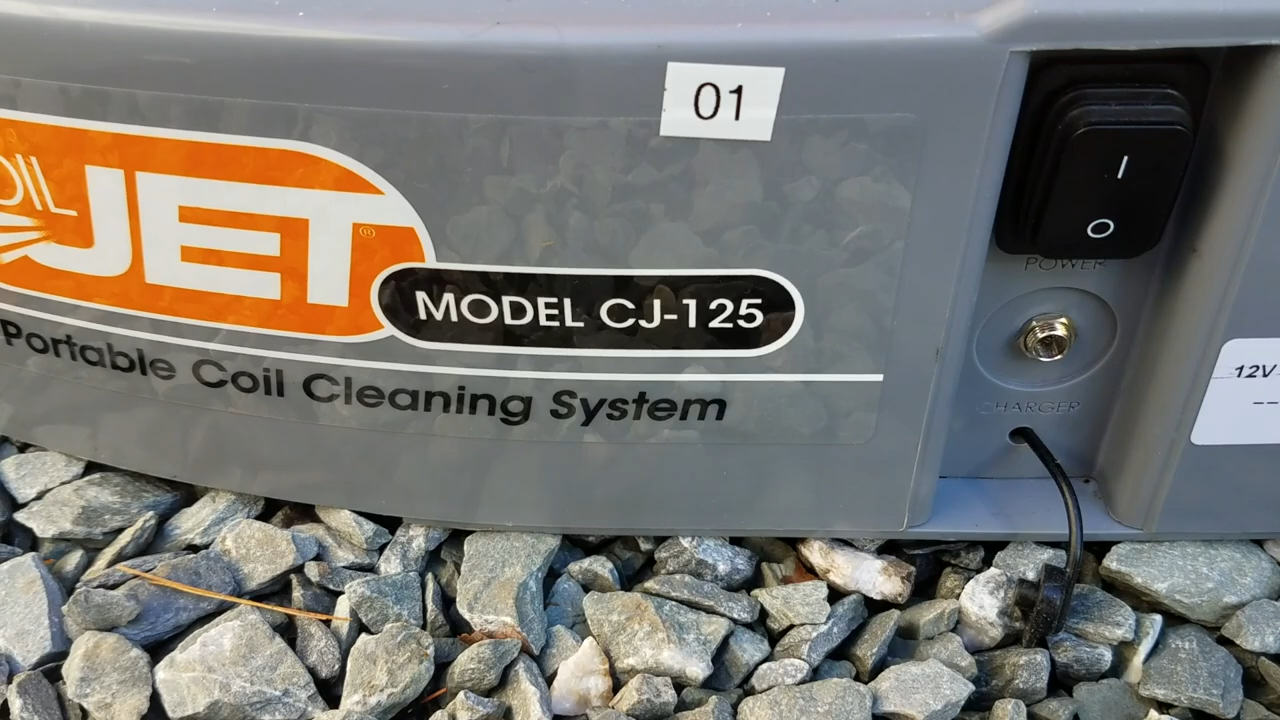 01
OIL
JET®
MODEL CJ-125
Portable Coil Cleaning System
I
O
POWER
CHARGER
12V
--